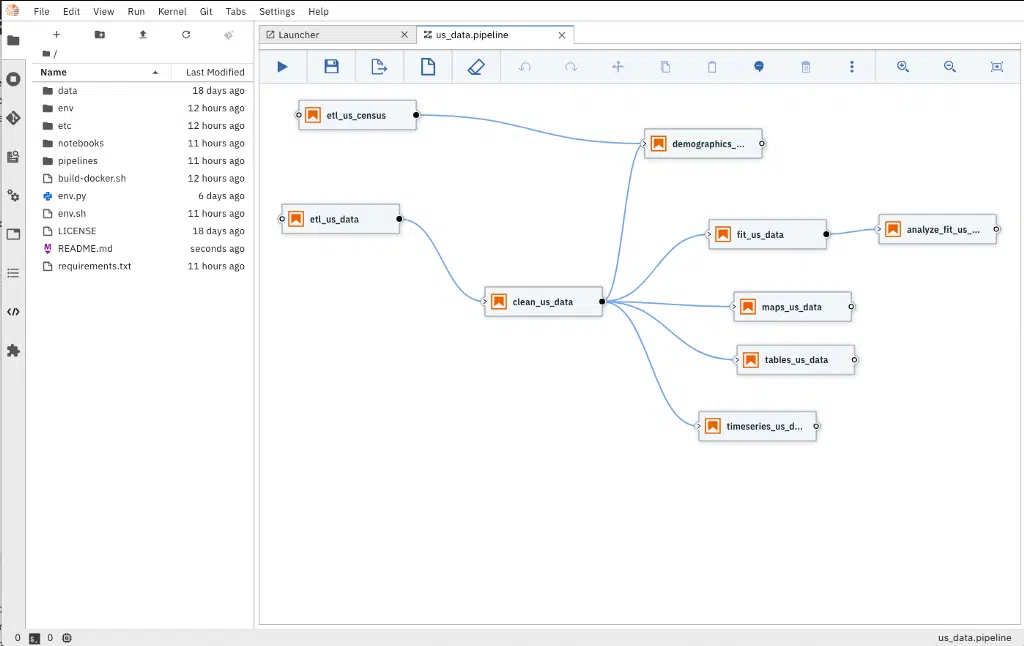 File Edit View Run Kernel Git Tabs Settings Help
/
Name Last Modified
data 18 days ago
env 12 hours ago
etc 12 hours ago
notebooks 11 hours ago
pipelines 11 hours ago
build-docker.sh 12 hours ago
env.py 6 days ago
env.sh 11 hours ago
LICENSE 18 days ago
README.md seconds ago
requirements.txt 11 hours ago
Launcher us_data.pipeline
etl_us_census
demographics_...
etl_us_data
fit_us_data
analyze_fit_us_...
clean_us_data
maps_us_data
tables_us_data
timeseries_us_d...
0 0 us_data.pipeline